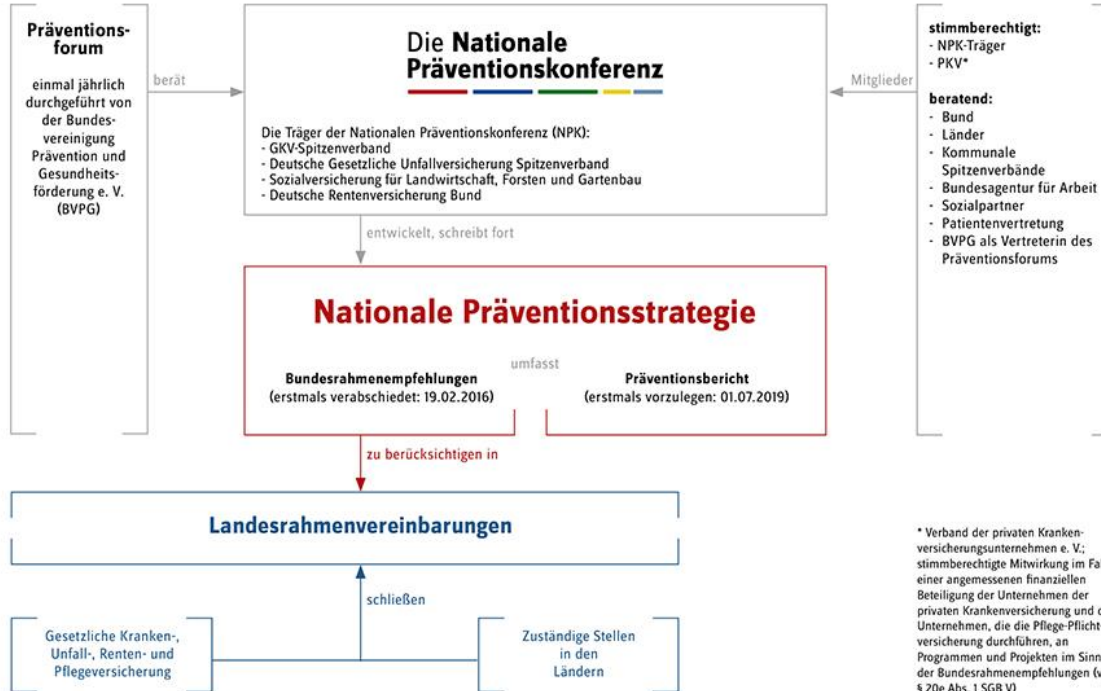 Präventions-
forum
einmal jährlich
durchgeführt von
der Bundes-
vereinigung
Prävention und
Gesundheits-
förderung e. V.
(BVPG)
berät
Die Nationale
Präventionskonferenz
Die Träger der Nationalen Präventionskonferenz (NPK):
- GKV-Spitzenverband
- Deutsche Gesetzliche Unfallversicherung Spitzenverband
- Sozialversicherung für Landwirtschaft, Forsten und Gartenbau
- Deutsche Rentenversicherung Bund
Mitglieder
stimmberechtigt:
- NPK-Träger
- PKV*
beratend:
- Bund
- Länder
- Kommunale
Spitzenverbände
- Bundesagentur für Arbeit
- Sozialpartner
- Patientenvertretung
- BVPG als Vertreterin des
Präventionsforums
entwickelt, schreibt fort
Nationale Präventionsstrategie
umfasst
Bundesrahmenempfehlungen
(erstmals verabschiedet: 19.02.2016)
Präventionsbericht
(erstmals vorzulegen: 01.07.2019)
zu berücksichtigen in
Landesrahmenvereinbarungen
schließen
Gesetzliche Kranken-,
Unfall-, Renten- und
Pflegeversicherung
Zuständige Stellen
in den
Ländern
* Verband der privaten Kranken-
versicherungsunternehmen e. V.;
stimmberechtigte Mitwirkung im
einer angemessenen finanziellen
Beteiligung der Unternehmen der
privaten Krankenversicherung und
Unternehmen, die die Pflege-Pflicht-
versicherung durchführen, an
Programmen und Projekten im
der Bundesrahmenempfehlungen
§ 20e Abs. 1 SGB V)